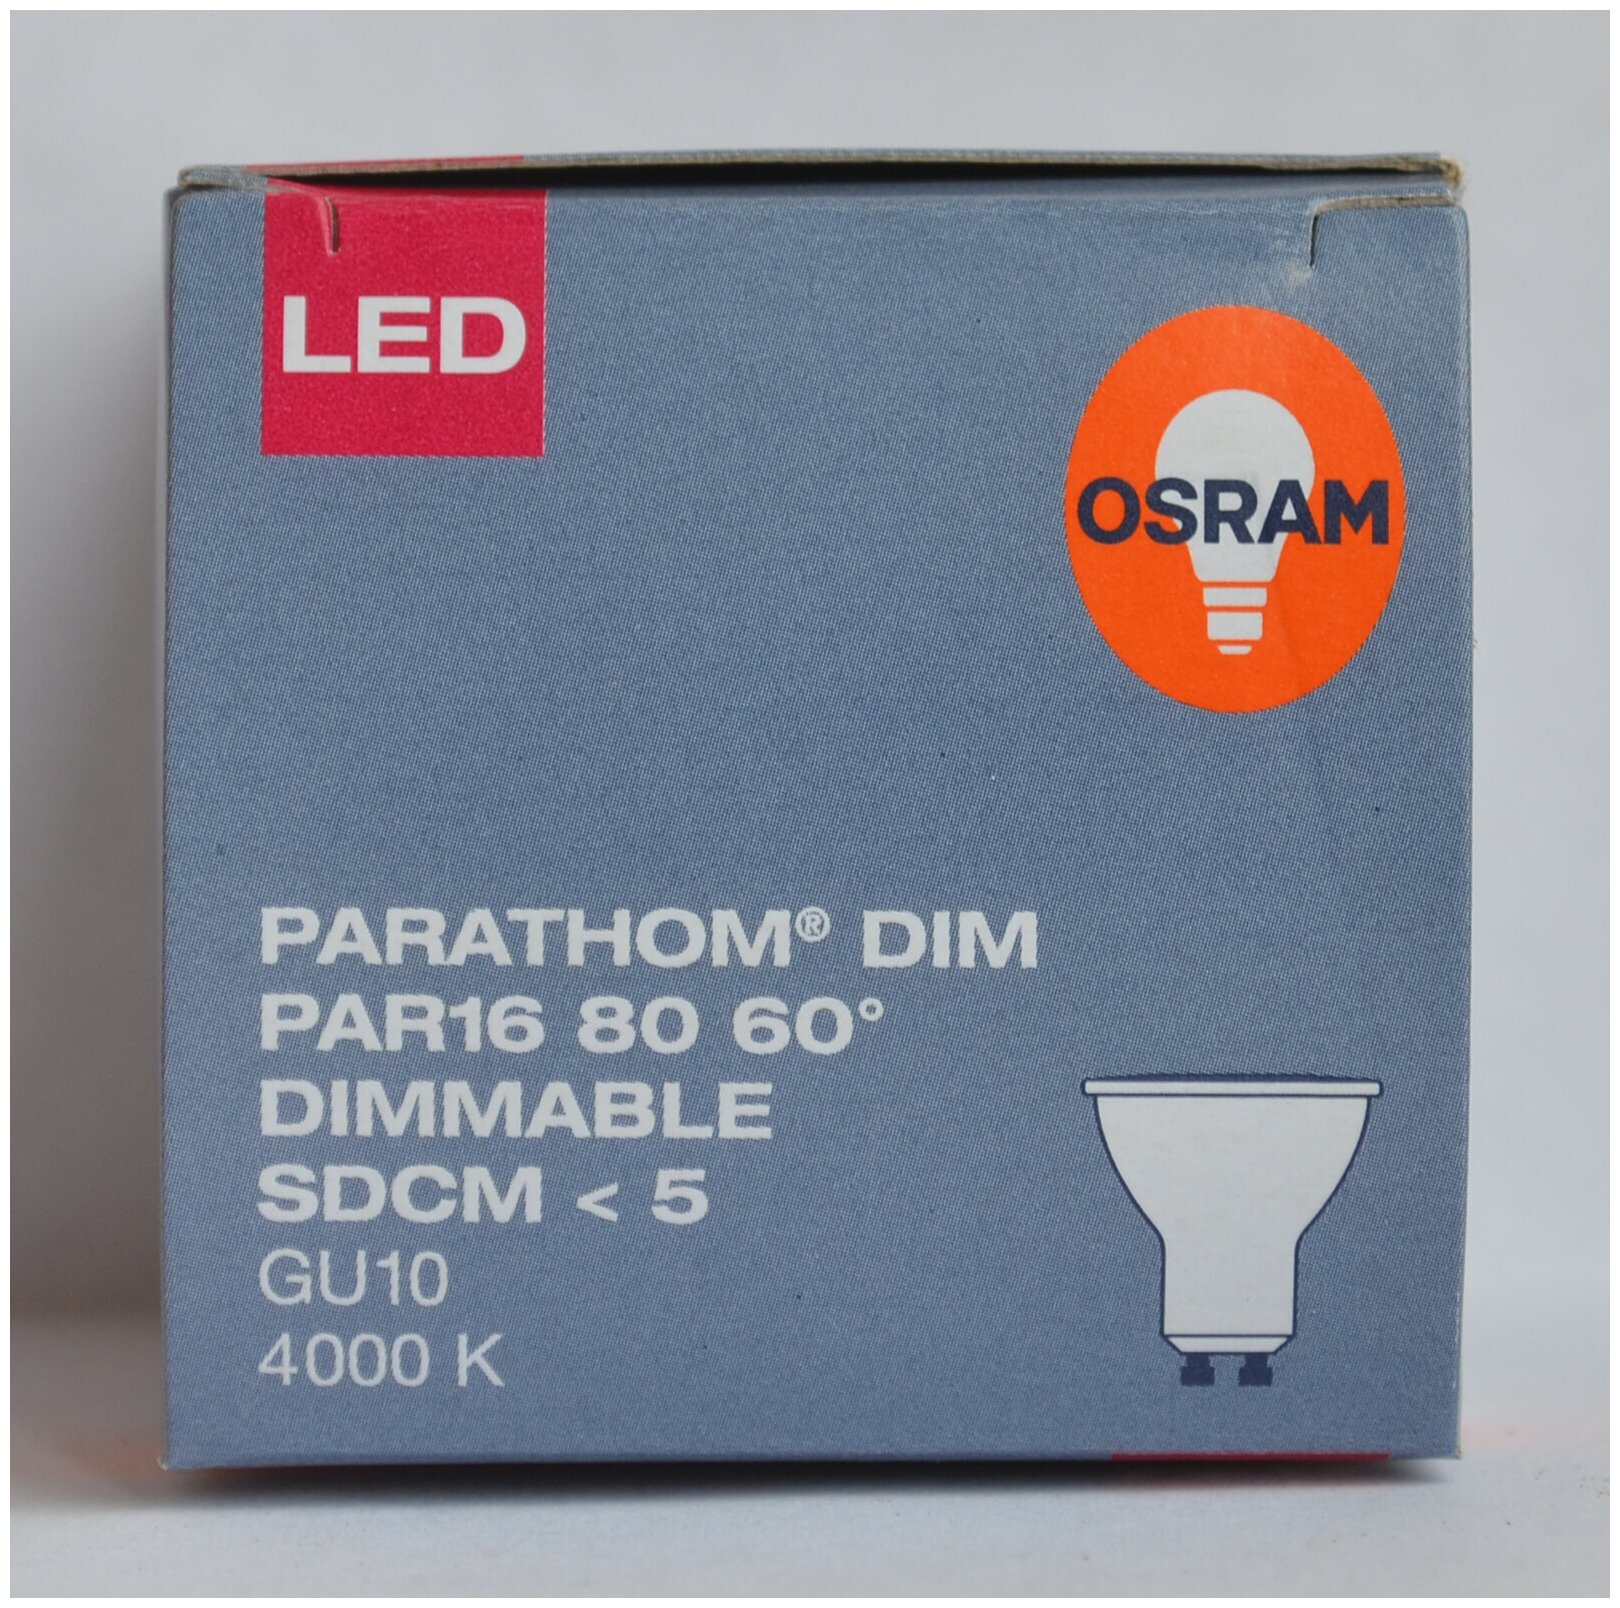 LED
OSRAM
PARATHOM® DIM
PAR16 80 60°
DIMMABLE
SDCM < 5
GU10
4000 K